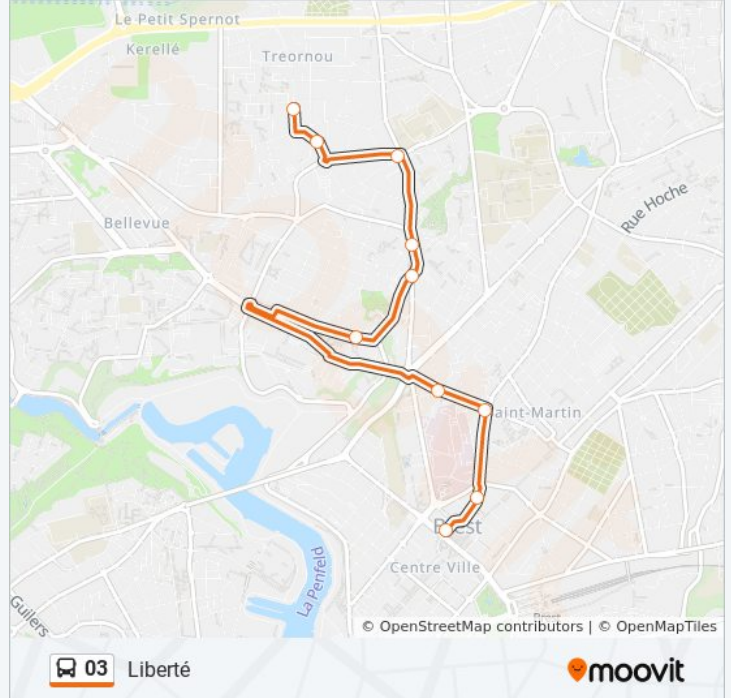 Le Petit Spernot
Kerellé
Treornou
Rue Hoche
Bellevue
Saint-Martin
Brest
Centre Ville
La Penfeld
Guilers
© OpenStreetMap contributors | © OpenMapTiles
03 Liberté
moovit